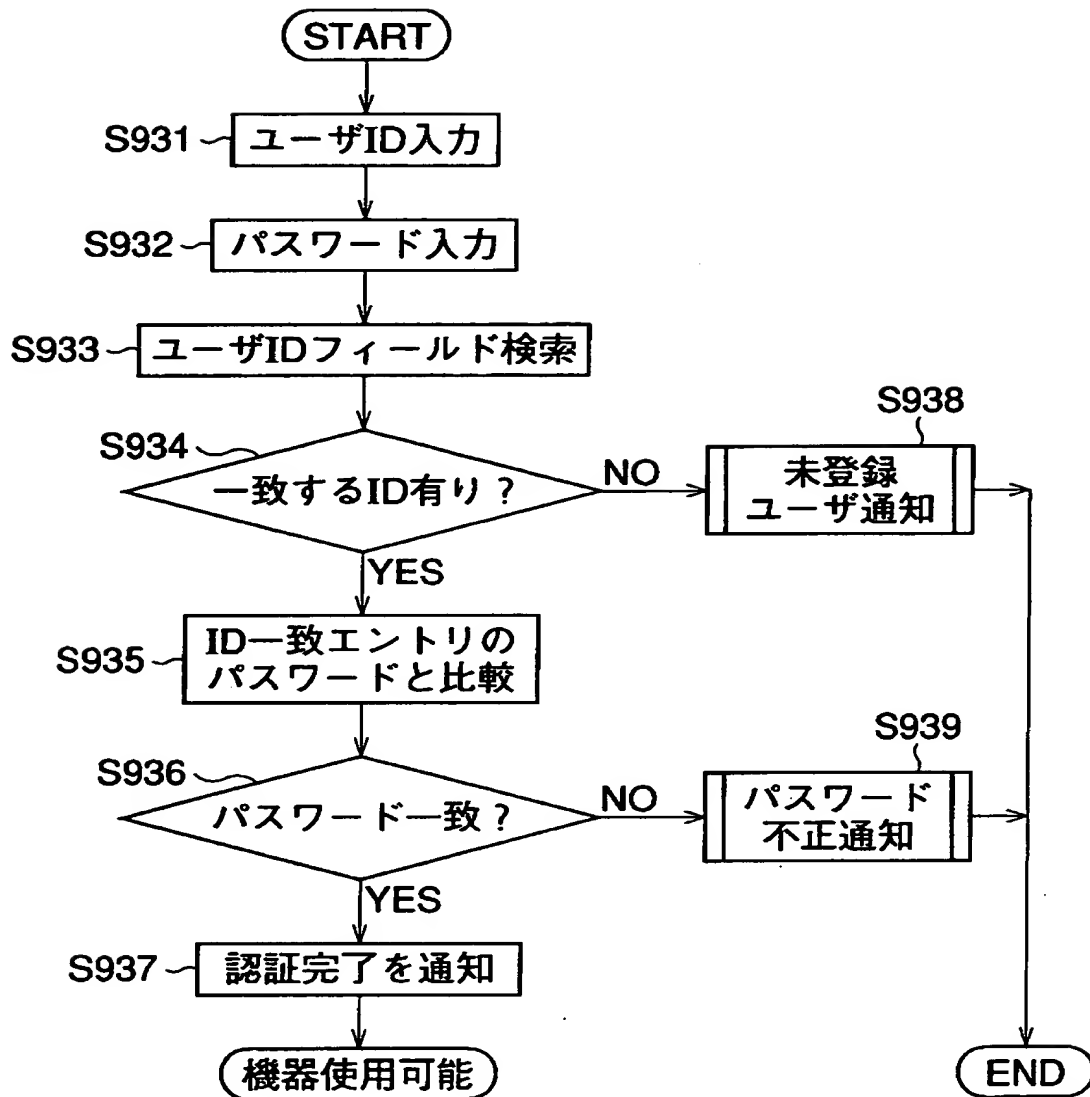 START
S931
ユーザID入力
S932
パスワード入力
S933
ユーザIDフィールド検索
S934
一致するID有り?
NO
S938
未登録
ユーザ通知
YES
S935
ID一致エントリの
パスワードと比較
S936
パスワード一致?
NO
S939
パスワード
不正通知
YES
S937
認証完了を通知
機器使用可能
END